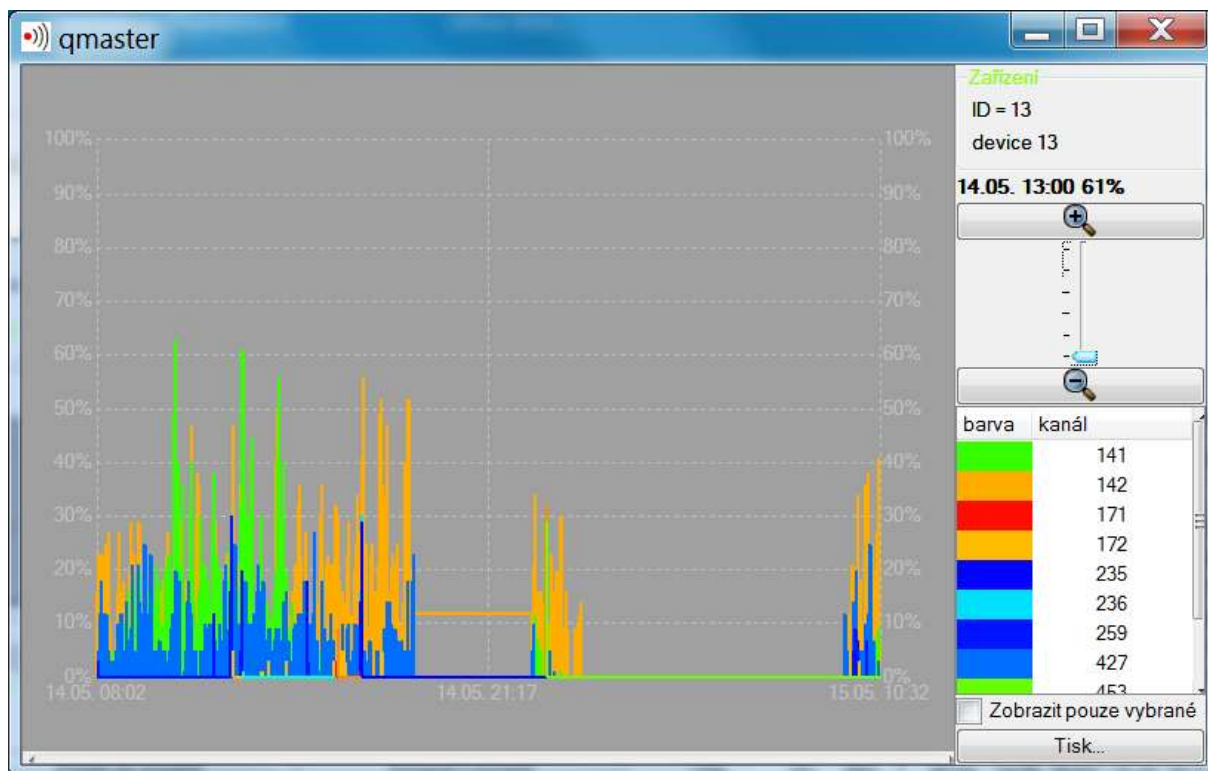 qmaster
Zařízení
ID = 13
device 13
14.05. 13:00 61%
barva kanál
141
142
171
172
235
236
259
427
453
Zobrazit pouze vybrané
Tisk...
100% 100%
90% 90%
80% 80%
70% 70%
60% 60%
50% 50%
40% 40%
30% 30%
20% 20%
10% 10%
0% 0%
14.05. 08:02 14.05. 21:17 15.05. 10:32